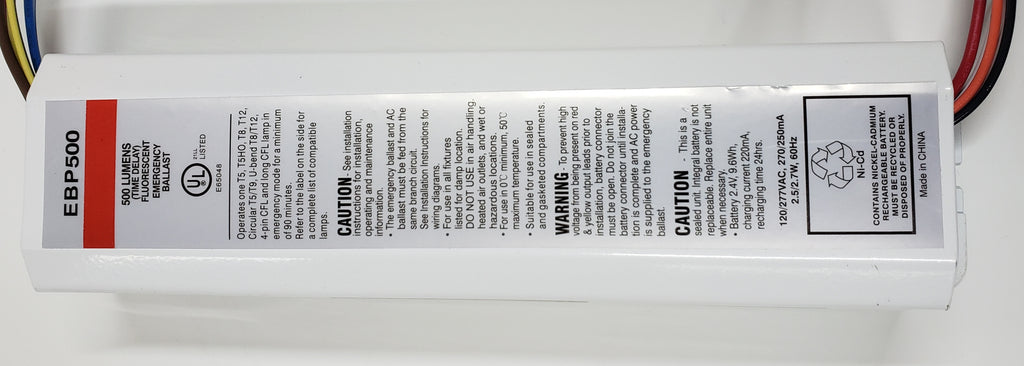 EBP500
500 LUMENS
(TIME DELAY)
FLUORESCENT
EMERGENCY
BALLAST
UL
LISTED
E65048
Operates one T5, T5HO, T8, T12,
Circular T5/T9, U-bend T8/T12,
4-pin CFL and long CFL lamp in
emergency mode for a minimum
of 90 minutes.
Refer to the label on the side for
a complete list of compatible
lamps.
CAUTION - See Installation
instructions for installation,
operating and maintenance
information.
• The emergency ballast and AC
ballast must be fed from the
same branch circuit.
See Installation Instructions for
wiring diagrams.
• For use in all fixtures
listed for damp location.
DO NOT USE in air handling,
heated air outlets, and wet or
hazardous locations.
• For use in 0℃ minimum, 50℃
maximum temperature.
• Suitable for use in sealed
and gasketed compartments.
WARNING - To prevent high
voltage from being present on red
& yellow output leads prior to
installation, battery connector
must be open. Do not join the
battery connector until installa-
tion is complete and AC power
is supplied to the emergency
ballast.
CAUTION - This is a
sealed unit. Integral battery is not
replaceable. Replace entire unit
when necessary.
• Battery 2.4V, 9.6Wh,
charging current 220mA,
recharging time 24hrs.
120/277VAC, 270/250mA
2.5/2.7W, 60Hz
Ni-Cd
CONTAINS NICKEL-CADMIUM
RECHARGEABLE BATTERY.
MUST BE RECYCLED OR
DISPOSED OF PROPERLY.
Made in CHINA